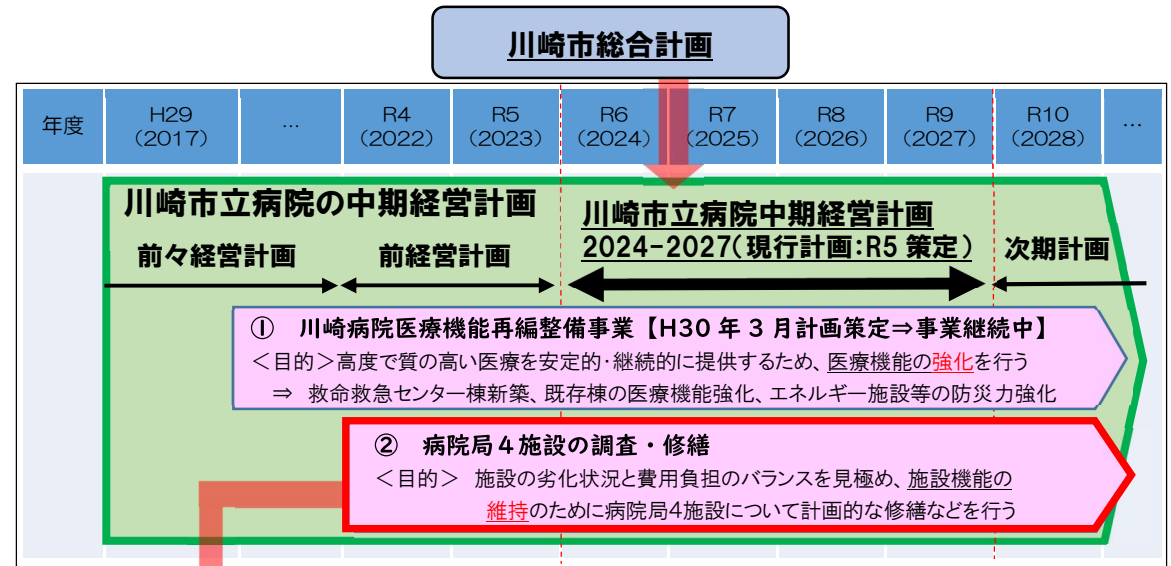 川崎市総合計画
年度
H29
(2017)
…
R4
(2022)
R5
(2023)
R6
(2024)
R7
(2025)
R8
(2026)
R9
(2027)
R10
(2028)
…
川崎市立病院の中期経営計画
川崎市立病院中期経営計画
2024-2027(現行計画:R5 策定)
前々経営計画
前経営計画
次期計画
① 川崎病院医療機能再編整備事業【H30 年 3 月計画策定⇒事業継続中】
＜目的＞高度で質の高い医療を安定的・継続的に提供するため、医療機能の強化を行う
⇒ 救命救急センター棟新築、既存棟の医療機能強化、エネルギー施設等の防災力強化
② 病院局４施設の調査・修繕
＜目的＞ 施設の劣化状況と費用負担のバランスを見極め、施設機能の
維持のために病院局4施設について計画的な修繕などを行う